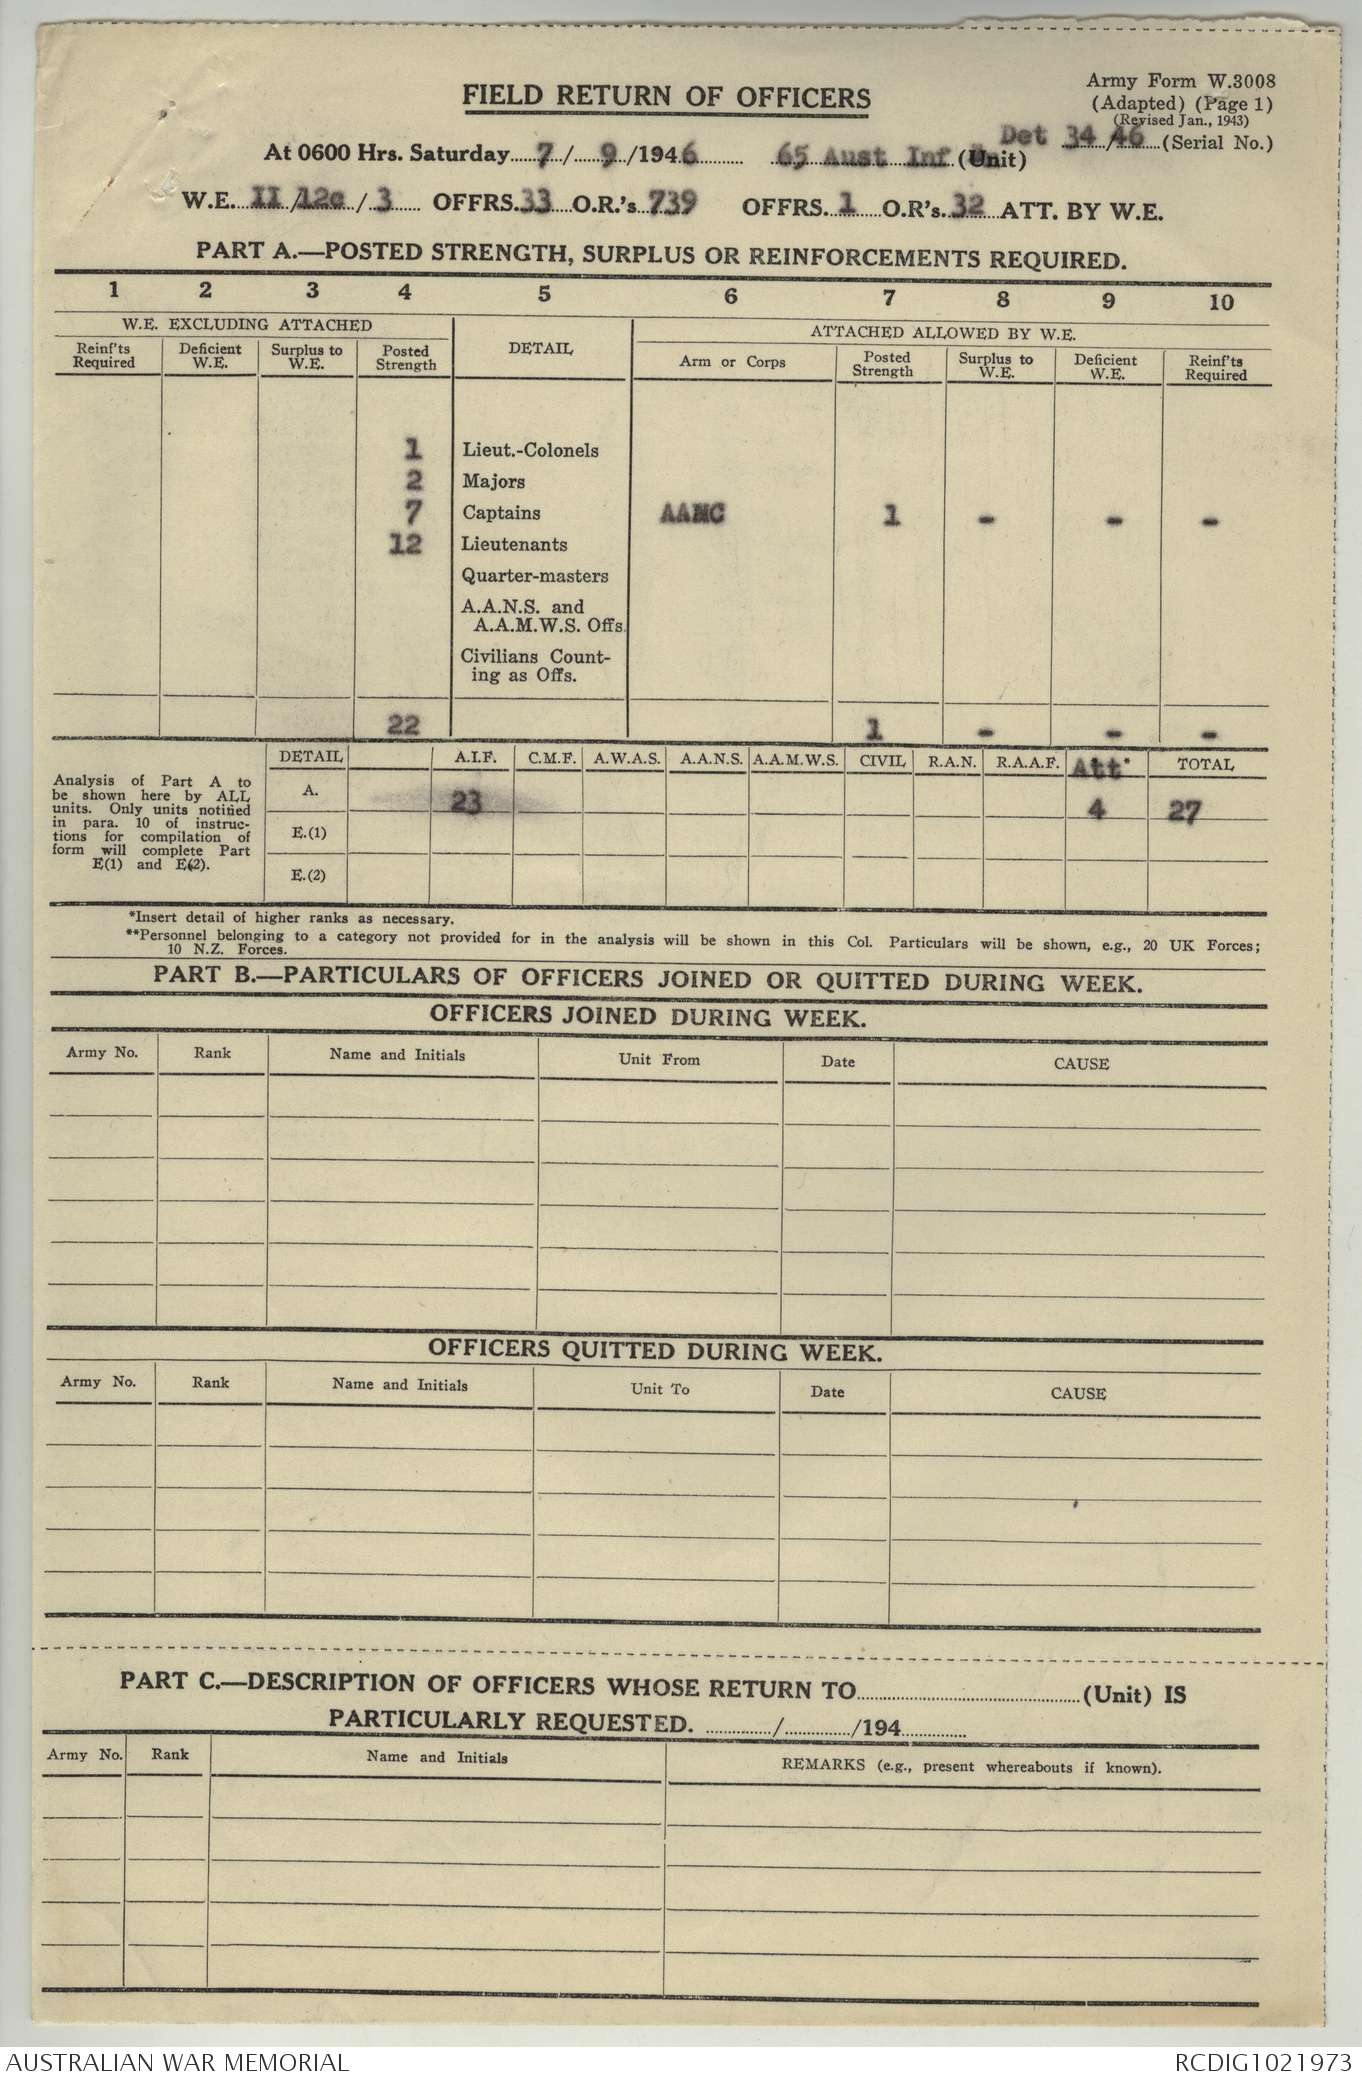 Army Form W.3008
FIELD RETURN OF OFFICERS
(Adapted) (Page 1)
(Revised Jan., 1943)
At 0600 Hrs. Saturday 7 / 9 /1946 65 Aust Inf (Unit) Det 34/46 (Serial No.)
W.E. II /12c / 3 OFFRS. 33 O.R.'s 739 OFFRS. 1 O.R's. 32 ATT. BY W.E.
PART A.—POSTED STRENGTH, SURPLUS OR REINFORCEMENTS REQUIRED.
1 2 3 4 5 6 7 8 9 10
W.E. EXCLUDING ATTACHED DETAIL ATTACHED ALLOWED BY W.E.
Reinf'ts Required Deficient W.E. Surplus to W.E. Posted Strength Arm or Corps Posted Strength Surplus to W.E. Deficient W.E. Reinf'ts Required
1 Lieut.-Colonels
2 Majors
7 Captains AAMC 1 - - -
12 Lieutenants
Quarter-masters
A.A.N.S. and
A.A.M.W.S. Offs.
Civilians Count-
ing as Offs.
22 1 - - -
DETAIL A.I.F. C.M.F. A.W.A.S. A.A.N.S. A.A.M.W.S. CIVIL R.A.N. R.A.A.F. Att* TOTAL
Analysis of Part A to
be shown here by ALL
units. Only units notified
in para. 10 of instruc-
tions for compilation of
form will complete Part
E(1) and E(2).
A. 23 4 27
E.(1)
E.(2)
*Insert detail of higher ranks as necessary.
**Personnel belonging to a category not provided for in the analysis will be shown in this Col. Particulars will be shown, e.g., 20 UK Forces;
10 N.Z. Forces.
PART B.—PARTICULARS OF OFFICERS JOINED OR QUITTED DURING WEEK.
OFFICERS JOINED DURING WEEK.
Army No. Rank Name and Initials Unit From Date CAUSE
OFFICERS QUITTED DURING WEEK.
Army No. Rank Name and Initials Unit To Date CAUSE
PART C.—DESCRIPTION OF OFFICERS WHOSE RETURN TO (Unit) IS
PARTICULARLY REQUESTED. / /194
Army No. Rank Name and Initials REMARKS (e.g., present whereabouts if known).
AUSTRALIAN WAR MEMORIAL RCDIG1021973